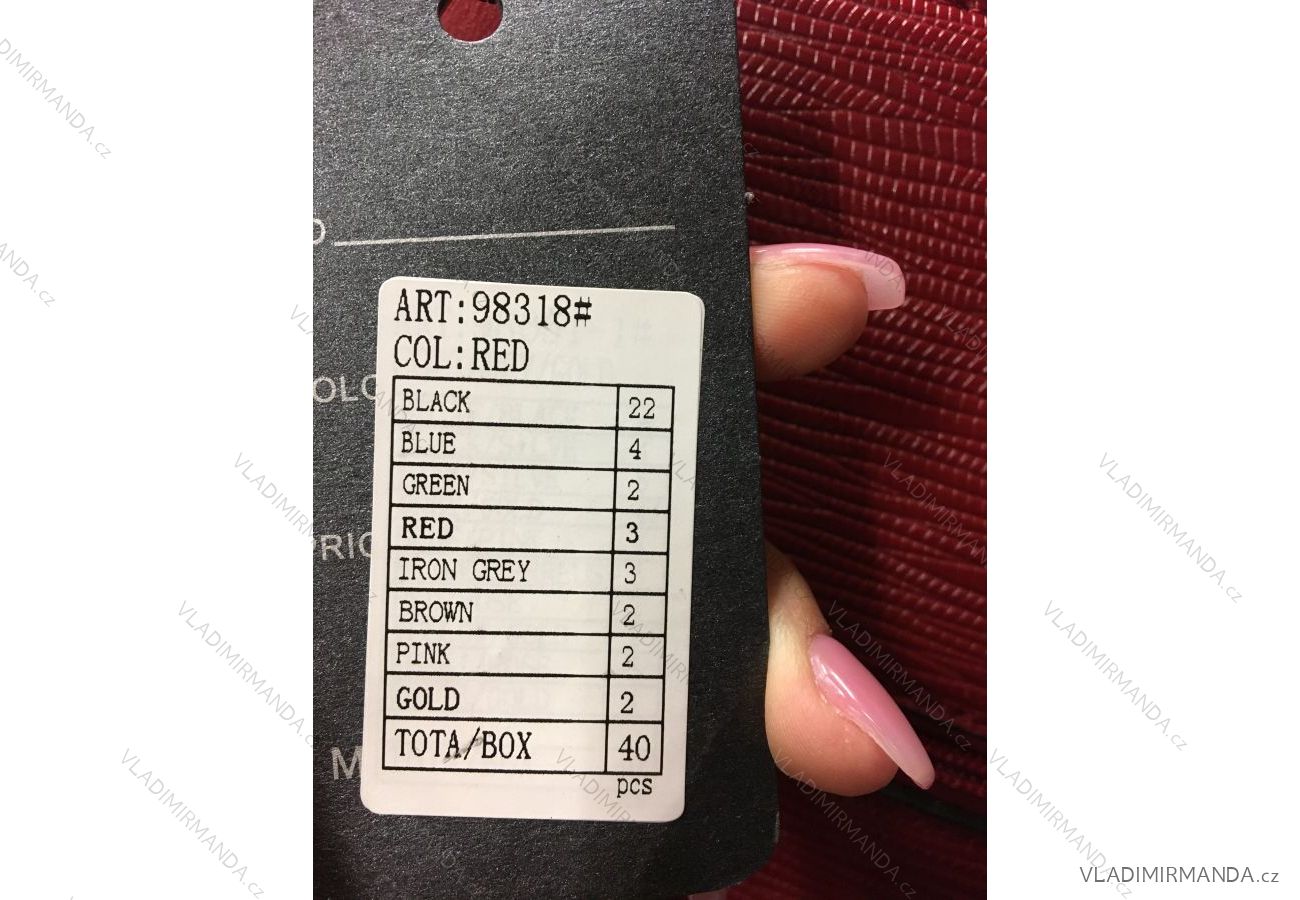 ART:98318#
COL:RED
BLACK 22
BLUE 4
GREEN 2
RED 3
IRON GREY 3
BROWN 2
PINK 2
GOLD 2
TOTA/BOX 40
pcs
VLADIMIRMANDA.cz